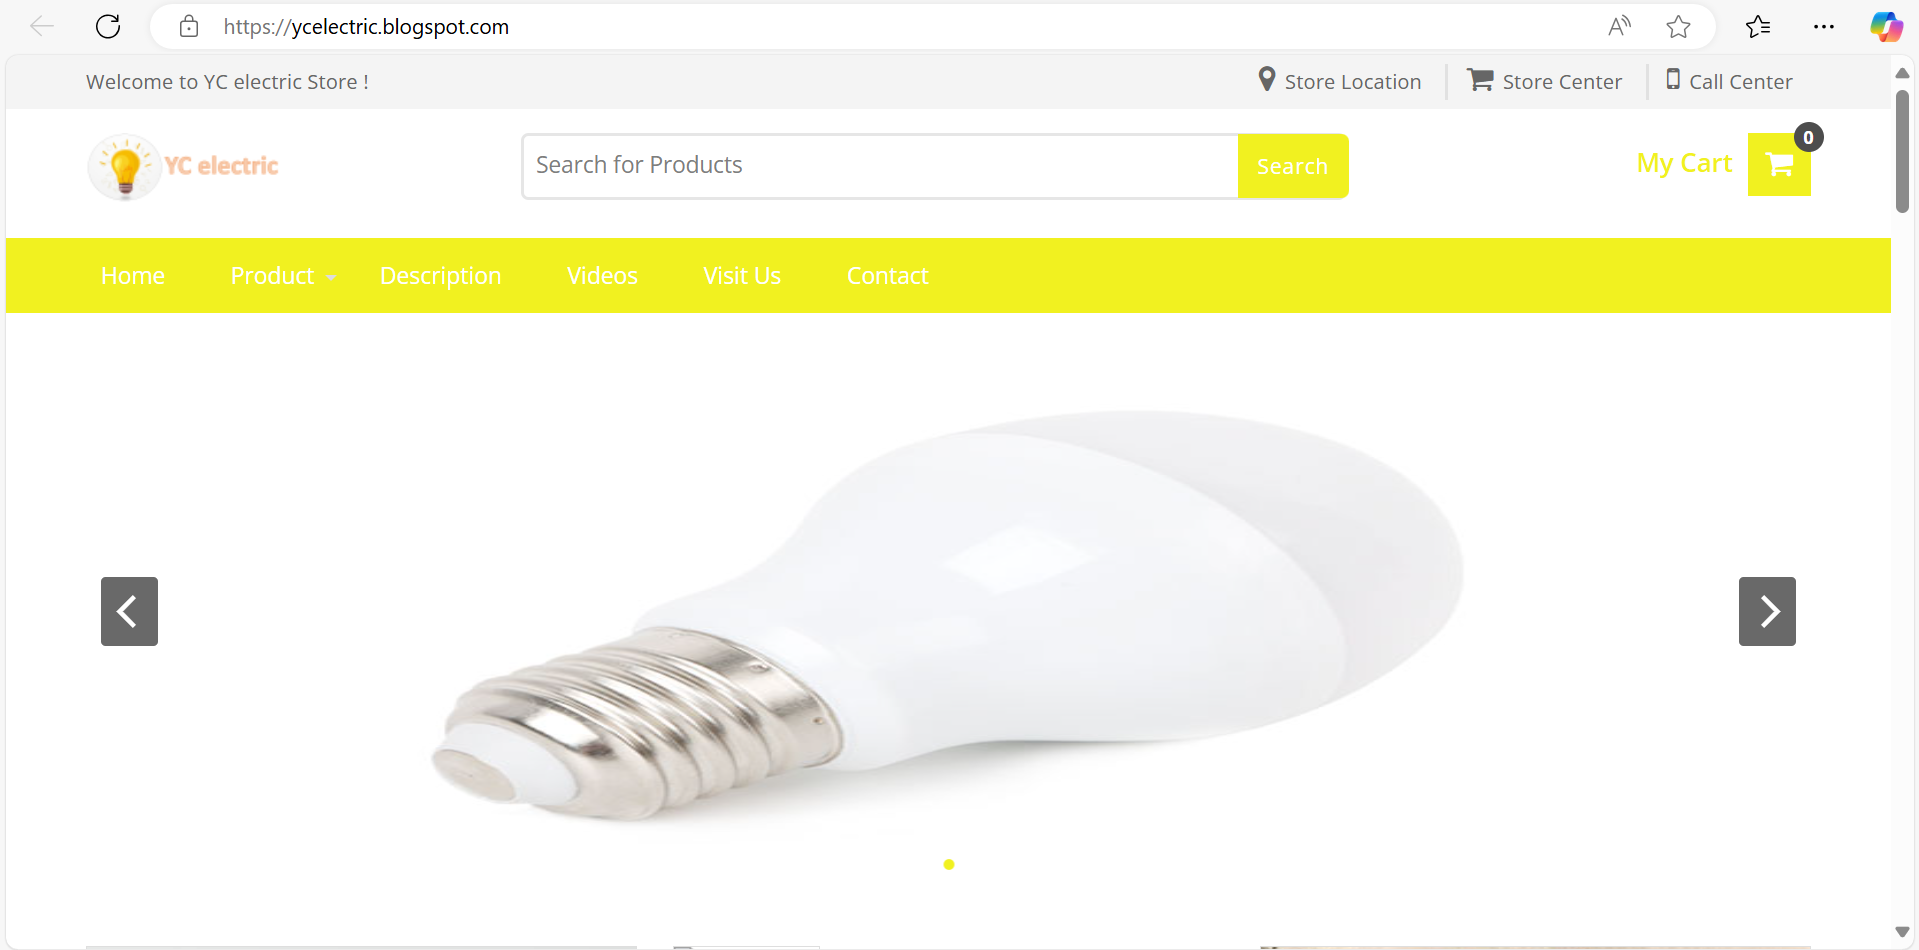 https://ycelectric.blogspot.com
Welcome to YC electric Store !
Store Location
Store Center
Call Center
YC electric
Search for Products
Search
My Cart
0
Home
Product
Description
Videos
Visit Us
Contact